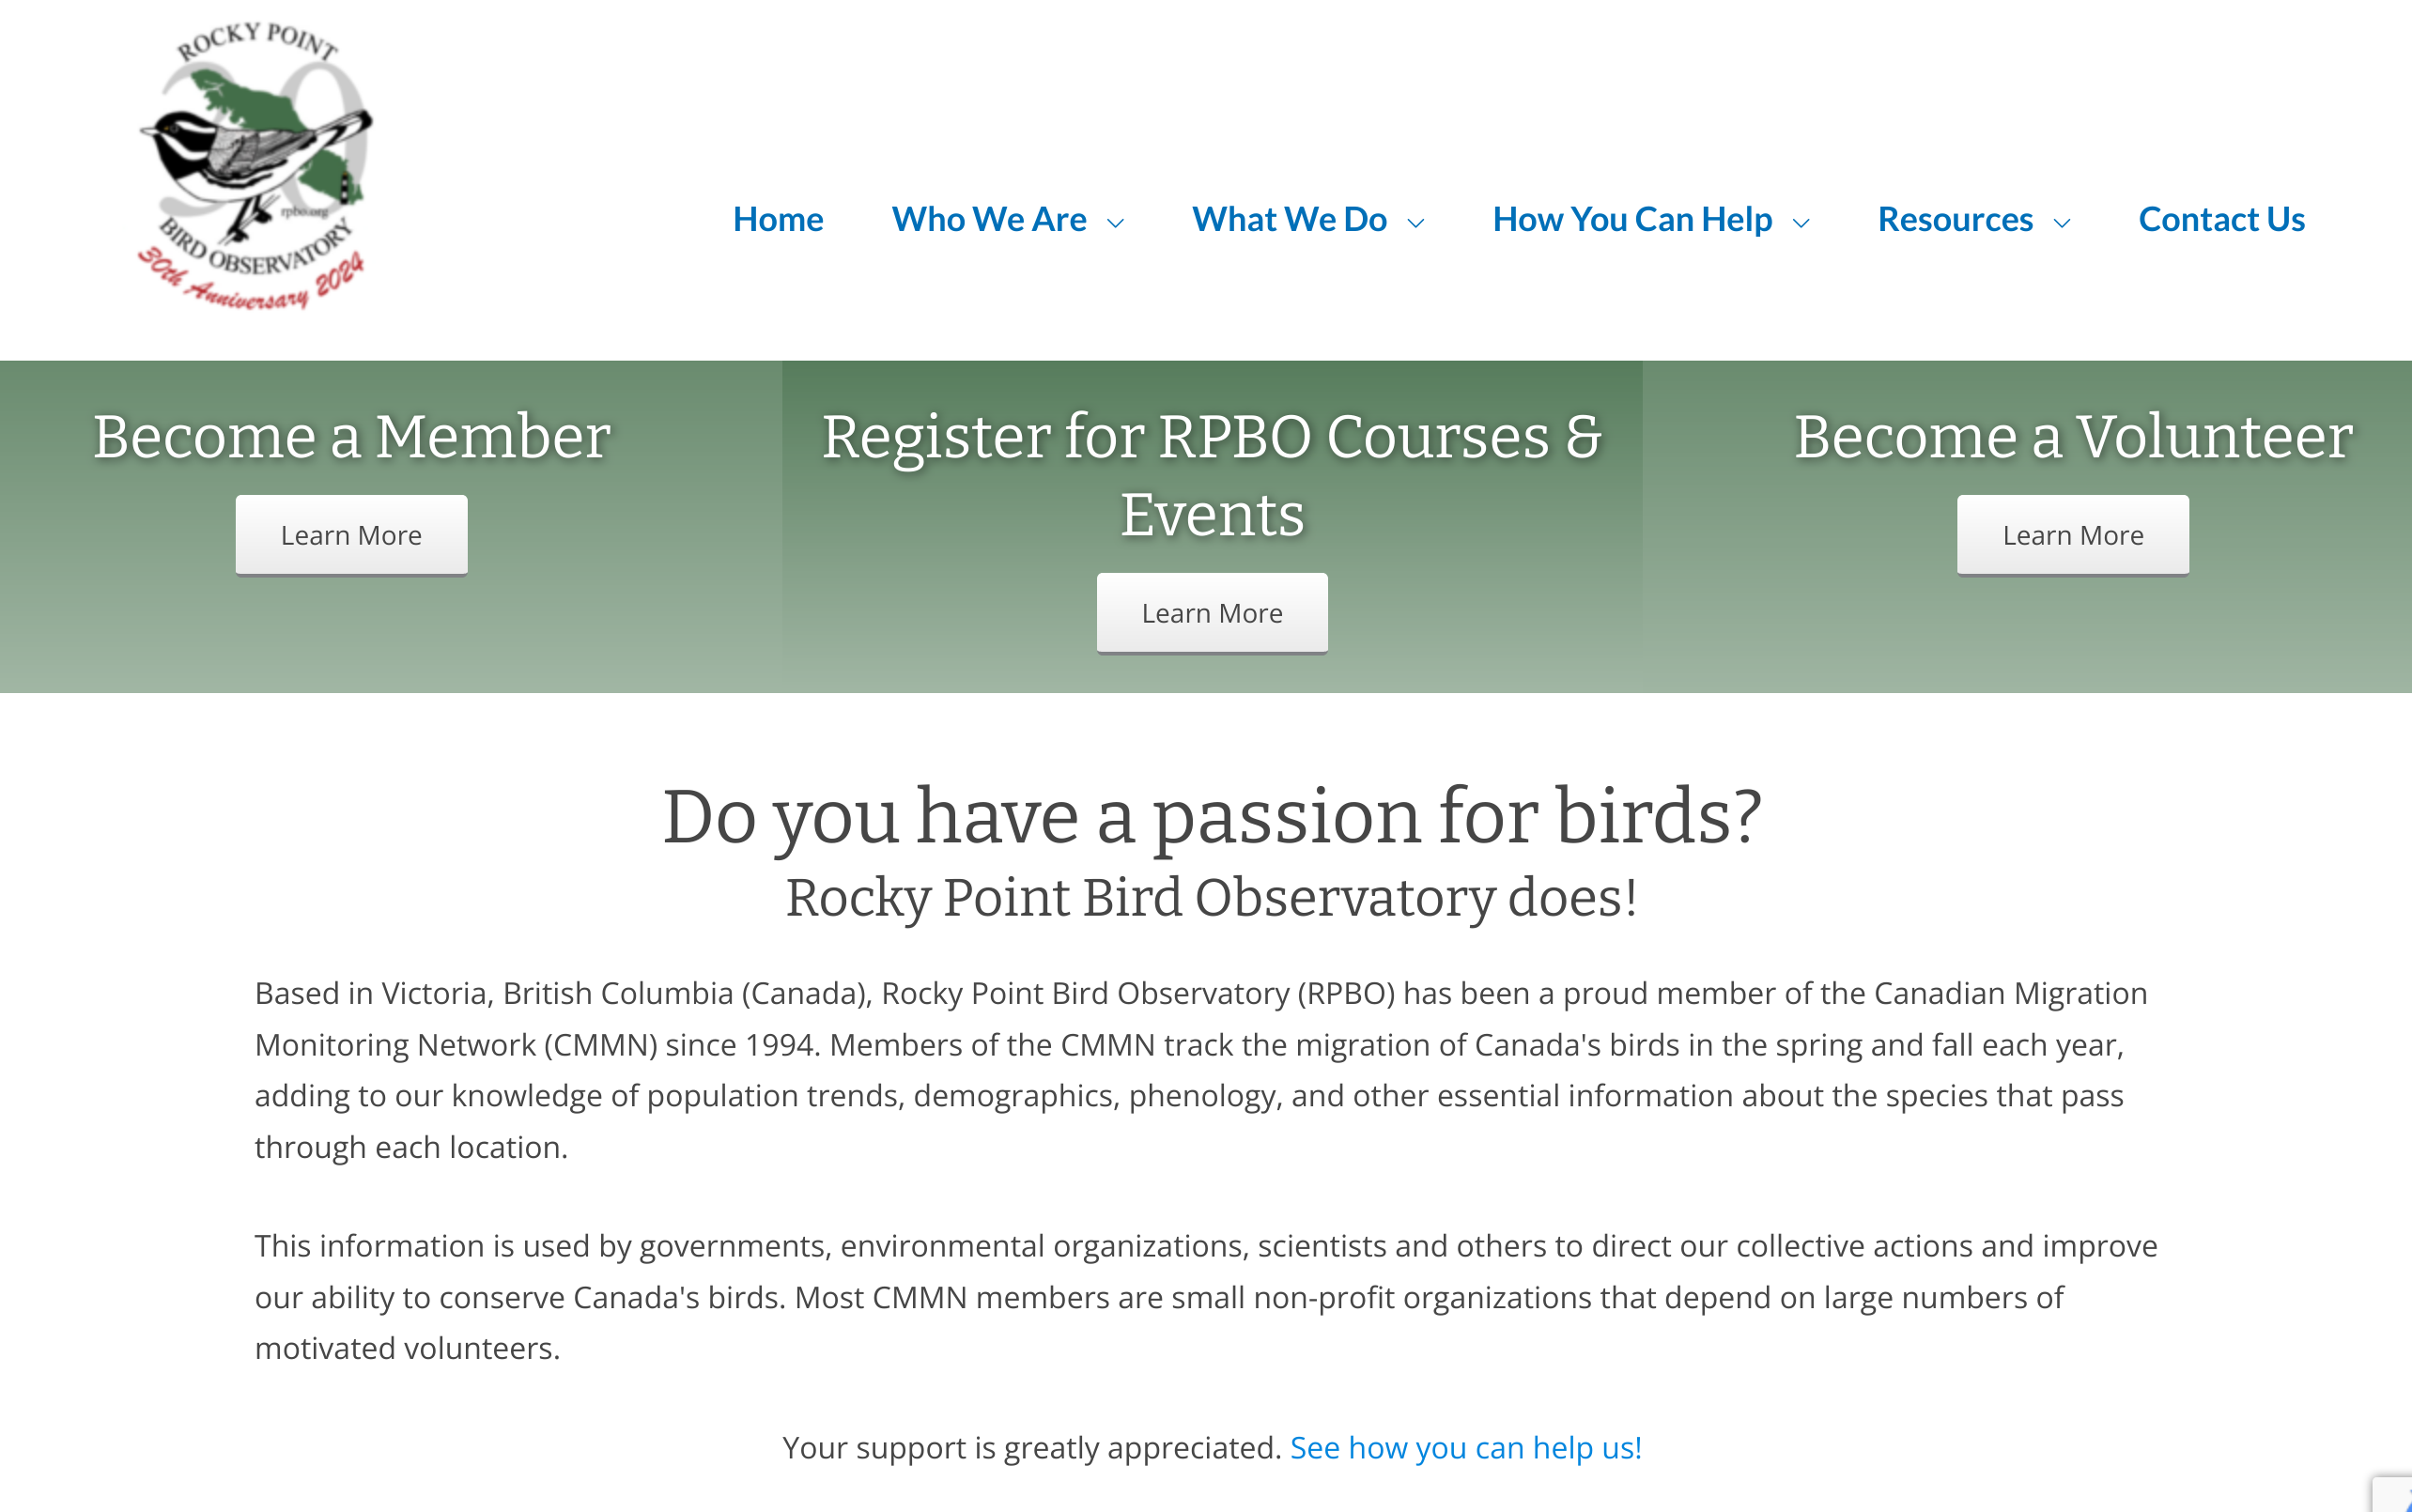 ROCKY POINT
30
rpbo.org
BIRD OBSERVATORY
30th Anniversary 2024
Home Who We Are What We Do How You Can Help Resources Contact Us
Become a Member
Learn More
Register for RPBO Courses &
Events
Learn More
Become a Volunteer
Learn More
Do you have a passion for birds?
Rocky Point Bird Observatory does!
Based in Victoria, British Columbia (Canada), Rocky Point Bird Observatory (RPBO) has been a proud member of the Canadian Migration
Monitoring Network (CMMN) since 1994. Members of the CMMN track the migration of Canada's birds in the spring and fall each year,
adding to our knowledge of population trends, demographics, phenology, and other essential information about the species that pass
through each location.
This information is used by governments, environmental organizations, scientists and others to direct our collective actions and improve
our ability to conserve Canada's birds. Most CMMN members are small non-profit organizations that depend on large numbers of
motivated volunteers.
Your support is greatly appreciated. See how you can help us!